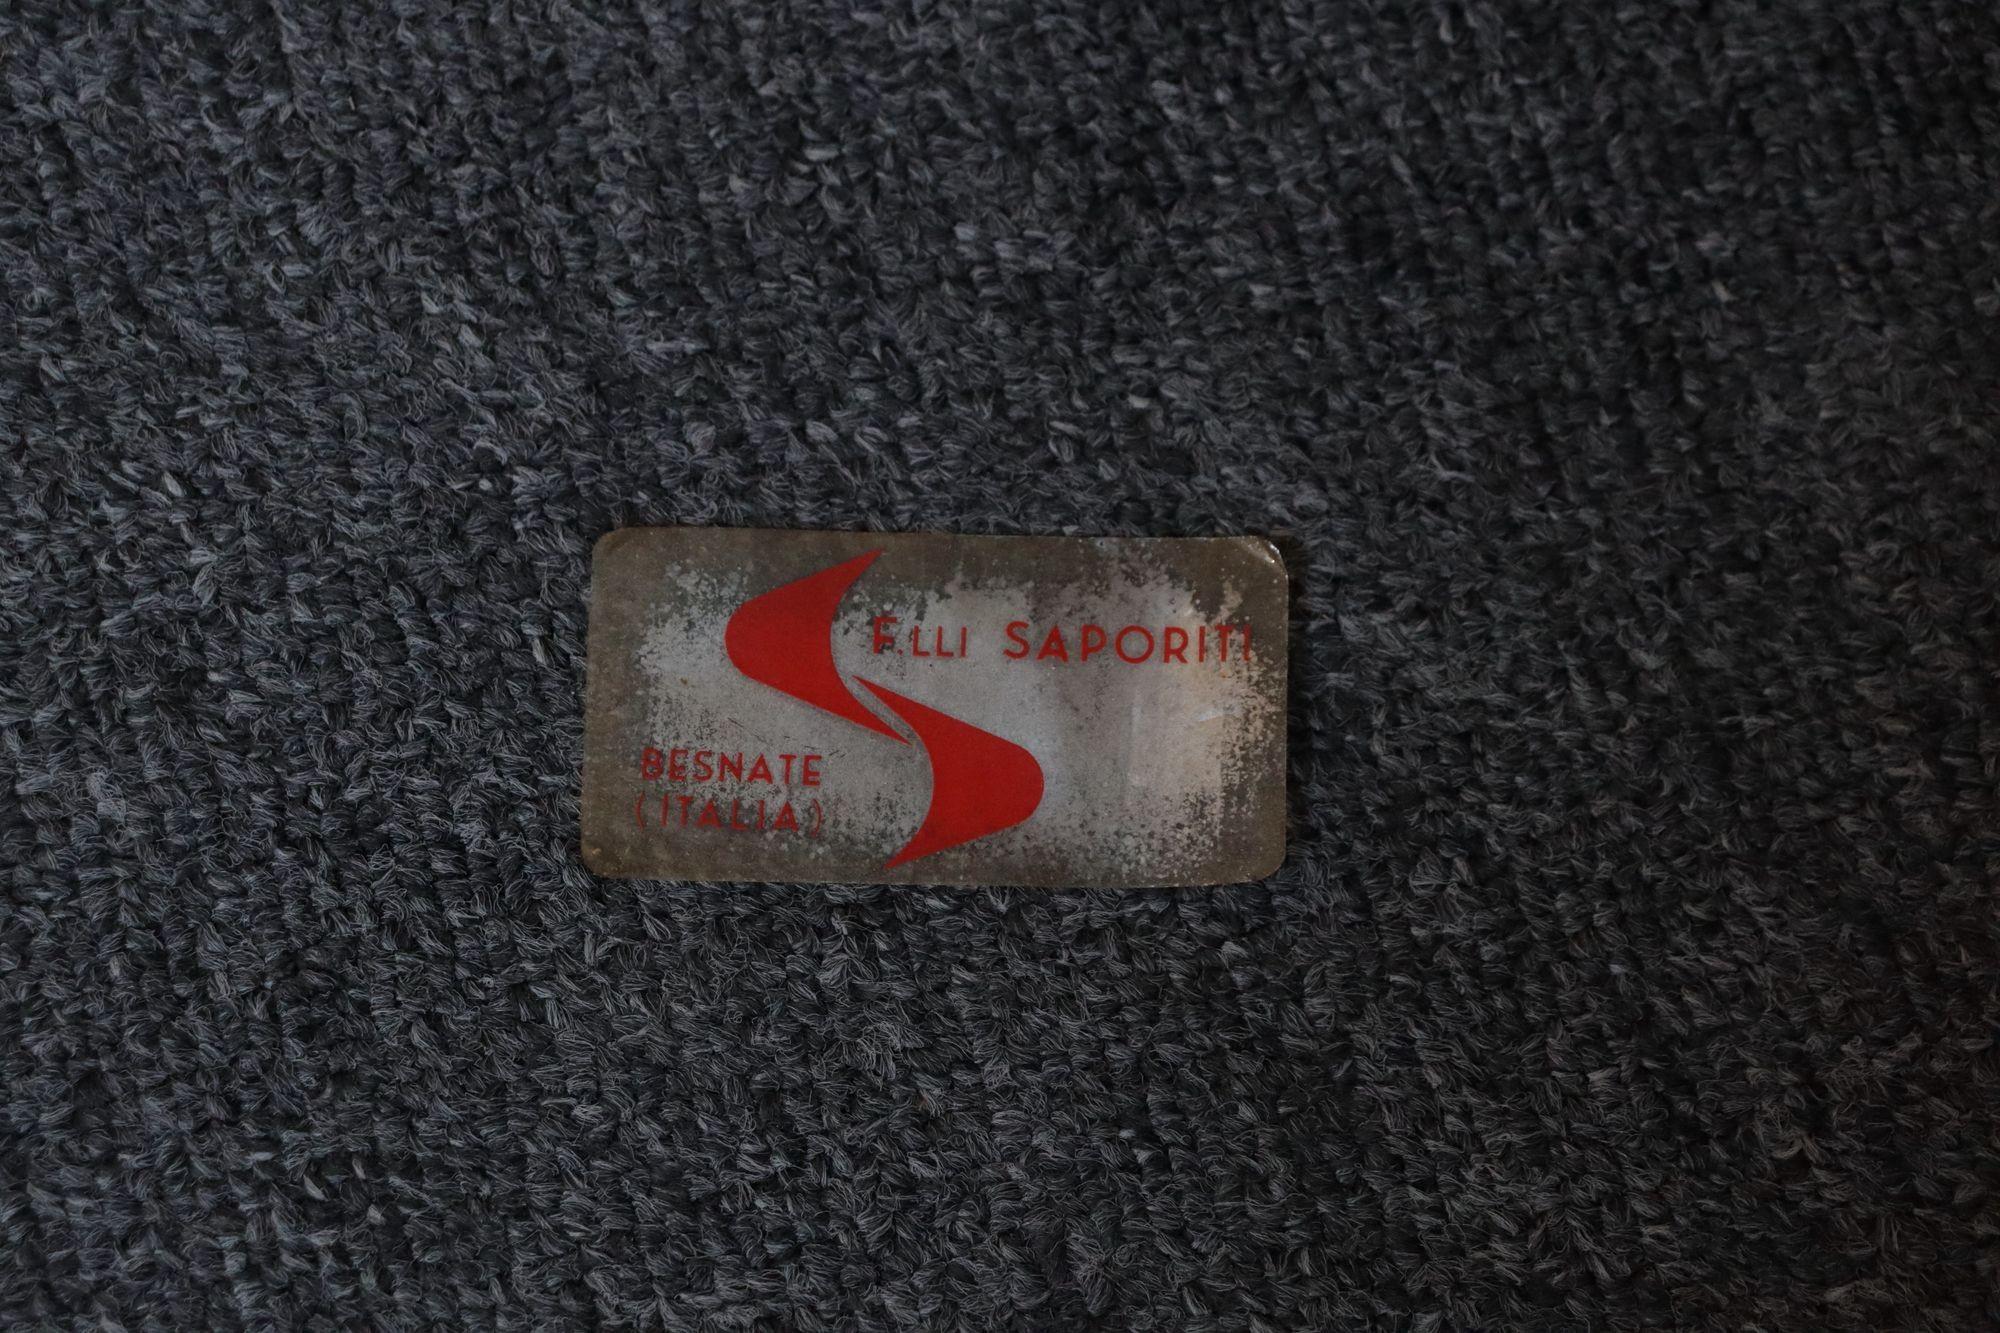 F.LLI SAPORITI
BESNATE
(ITALIA)